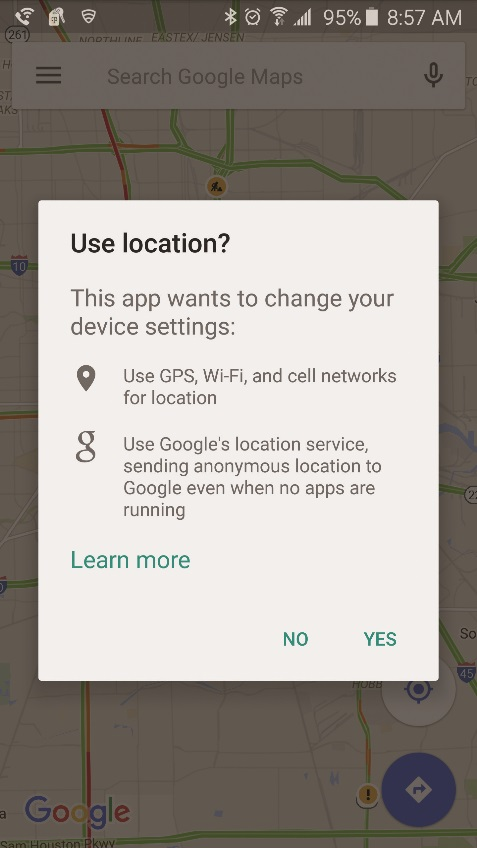 95% 8:57 AM
261
NORTHLINE
EASTEX/ JENSEN
Search Google Maps
10
Use location?
This app wants to change your
device settings:
Use GPS, Wi-Fi, and cell networks
for location
g
Use Google's location service,
sending anonymous location to
Google even when no apps are
running
Learn more
NO YES
45
HOBB
Google
Sam Houston Pkwy